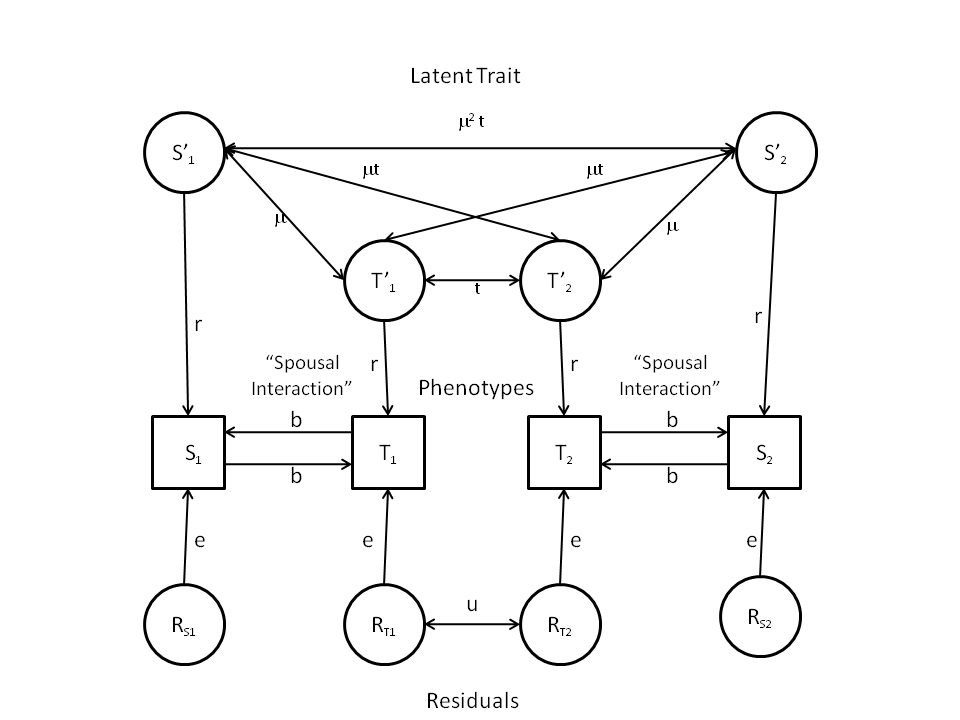 Latent Trait
μ² t
S’₁
S’₂
μt
μt
μ
μ
T’₁
t
T’₂
r
r
“Spousal
Interaction”
r
Phenotypes
r
“Spousal
Interaction”
b
b
S₁
T₁
T₂
S₂
b
b
e
e
e
e
u
R_S1
R_T1
R_T2
R_S2
Residuals